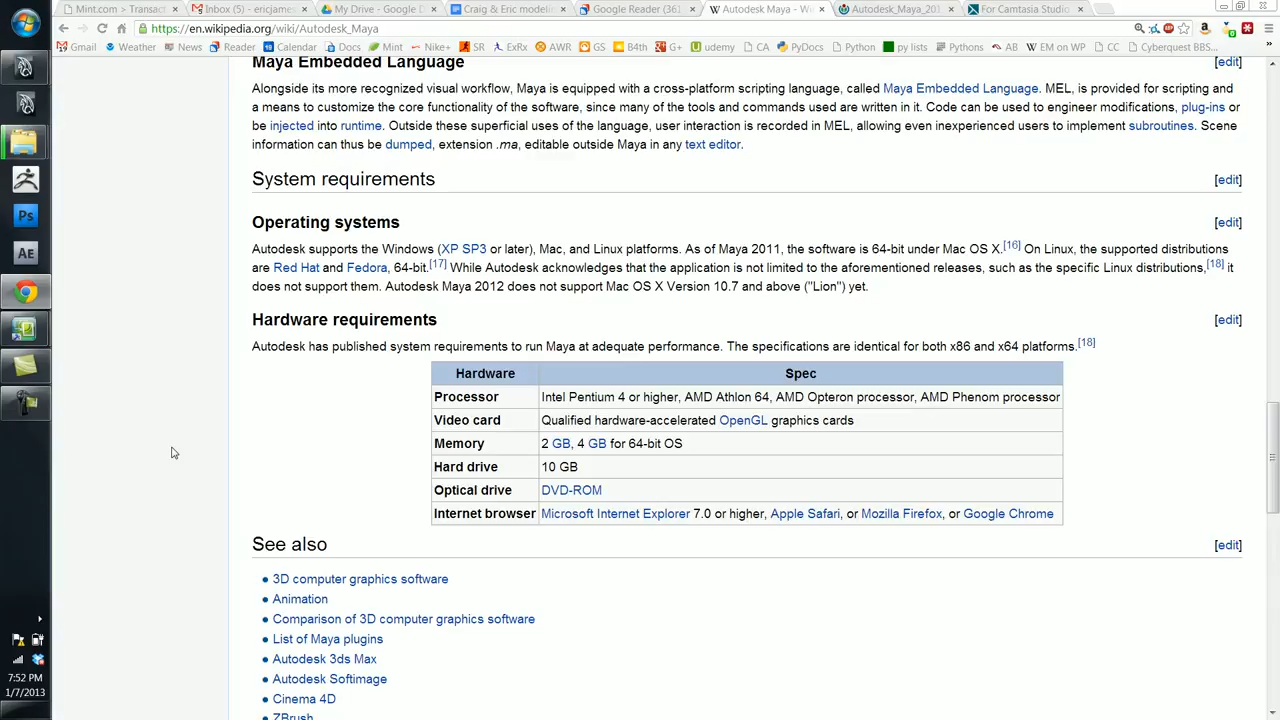 Mint.com > Transact
Inbox (5) - ericjames
My Drive - Google D
Craig & Eric modelin
Google Reader (361
Autodesk Maya - W
Autodesk_Maya_201
For Camtasia Studio
https://en.wikipedia.org/wiki/Autodesk_Maya
Gmail Weather News Reader Calendar Docs Mint Nike+ SR ExRx AWR GS B4th G+ udemy CA PyDocs Python py lists Pythons AB EM on WP CC Cyberquest BBS... »
Maya Embedded Language [edit]
Alongside its more recognized visual workflow, Maya is equipped with a cross-platform scripting language, called Maya Embedded Language. MEL, is provided for scripting and
a means to customize the core functionality of the software, since many of the tools and commands used are written in it. Code can be used to engineer modifications, plug-ins or
be injected into runtime. Outside these superficial uses of the language, user interaction is recorded in MEL, allowing even inexperienced users to implement subroutines. Scene
information can thus be dumped, extension .ma, editable outside Maya in any text editor.
System requirements [edit]
Operating systems [edit]
Autodesk supports the Windows (XP SP3 or later), Mac, and Linux platforms. As of Maya 2011, the software is 64-bit under Mac OS X.[16] On Linux, the supported distributions
are Red Hat and Fedora, 64-bit.[17] While Autodesk acknowledges that the application is not limited to the aforementioned releases, such as the specific Linux distributions,[18] it
does not support them. Autodesk Maya 2012 does not support Mac OS X Version 10.7 and above ("Lion") yet.
Hardware requirements [edit]
Autodesk has published system requirements to run Maya at adequate performance. The specifications are identical for both x86 and x64 platforms.[18]
Hardware Spec
Processor Intel Pentium 4 or higher, AMD Athlon 64, AMD Opteron processor, AMD Phenom processor
Video card Qualified hardware-accelerated OpenGL graphics cards
Memory 2 GB, 4 GB for 64-bit OS
Hard drive 10 GB
Optical drive DVD-ROM
Internet browser Microsoft Internet Explorer 7.0 or higher, Apple Safari, or Mozilla Firefox, or Google Chrome
See also [edit]
3D computer graphics software
Animation
Comparison of 3D computer graphics software
List of Maya plugins
Autodesk 3ds Max
Autodesk Softimage
Cinema 4D
ZBrush
Ps
AE
7:52 PM
1/7/2013